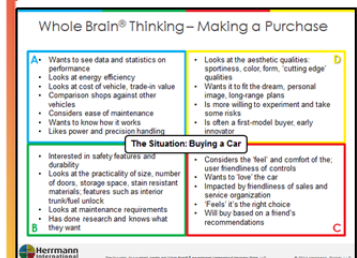 Whole Brain® Thinking – Making a Purchase
A
• Wants to see data and statistics on
performance
• Looks at energy efficiency
• Looks at cost of vehicle, trade-in value
• Comparison shops against other
vehicles
• Considers ease of maintenance
• Wants to know how it works
• Likes power and precision handling
D
• Looks at the aesthetic qualities:
sportiness, color, form, 'cutting edge'
qualities
• Wants it to fit the dream, personal
image, long-range plans
• Is more willing to experiment and take
some risks
• Is often a first-model buyer, early
innovator
The Situation: Buying a Car
• Interested in safety features and
durability
• Looks at the practicality of size, number
of doors, storage space, stain resistant
materials; features such as interior
trunk/fuel unlock
• Looks at maintenance requirements
• Has done research and knows what
they want
B
• Considers the 'feel' and comfort of the;
user friendliness of controls
• Wants to 'love' the car
• Impacted by friendliness of sales and
service organization
• 'Feels' it's the right choice
• Will buy based on a friend's
recommendations
C
Herrmann
International